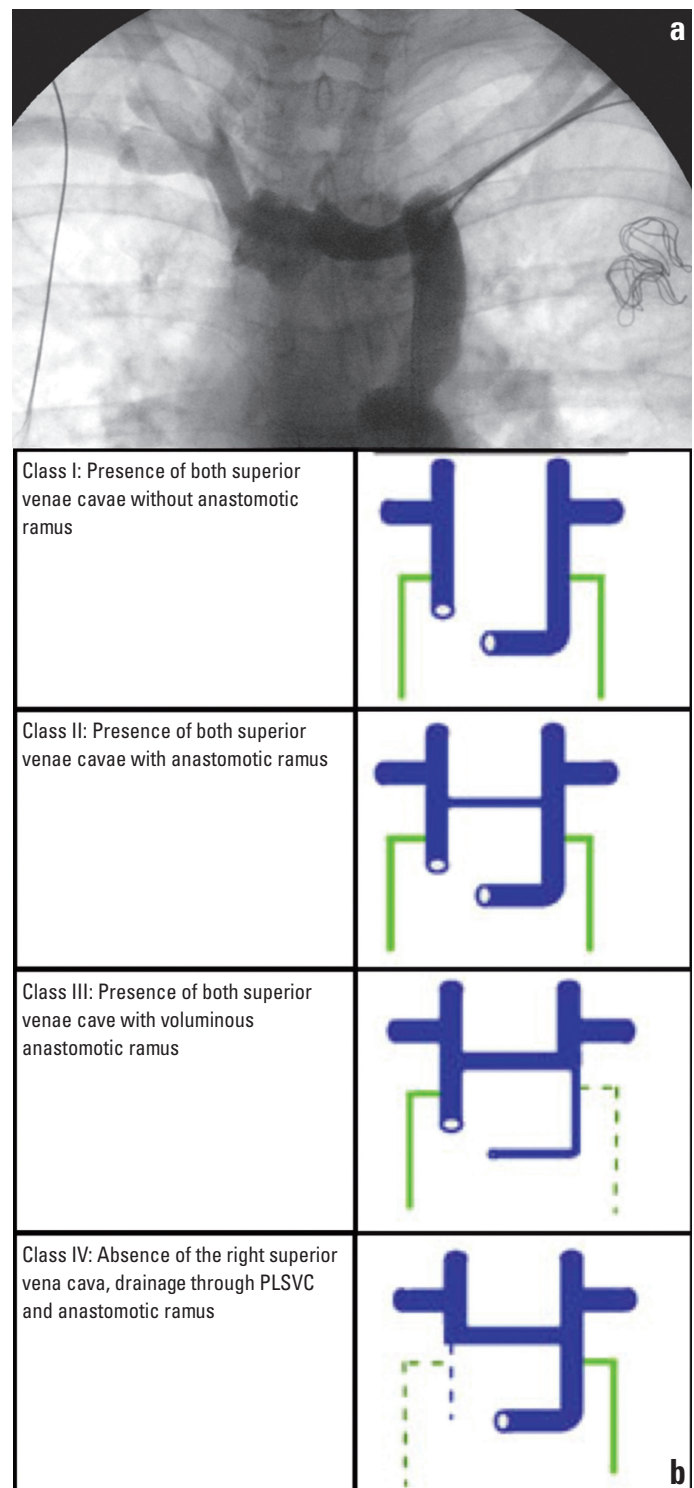 a
Class I: Presence of both superior
venae cavae without anastomotic
ramus
Class II: Presence of both superior
venae cavae with anastomotic ramus
Class III: Presence of both superior
venae cave with voluminous
anastomotic ramus
Class IV: Absence of the right superior
vena cava, drainage through PLSVC
and anastomotic ramus
b